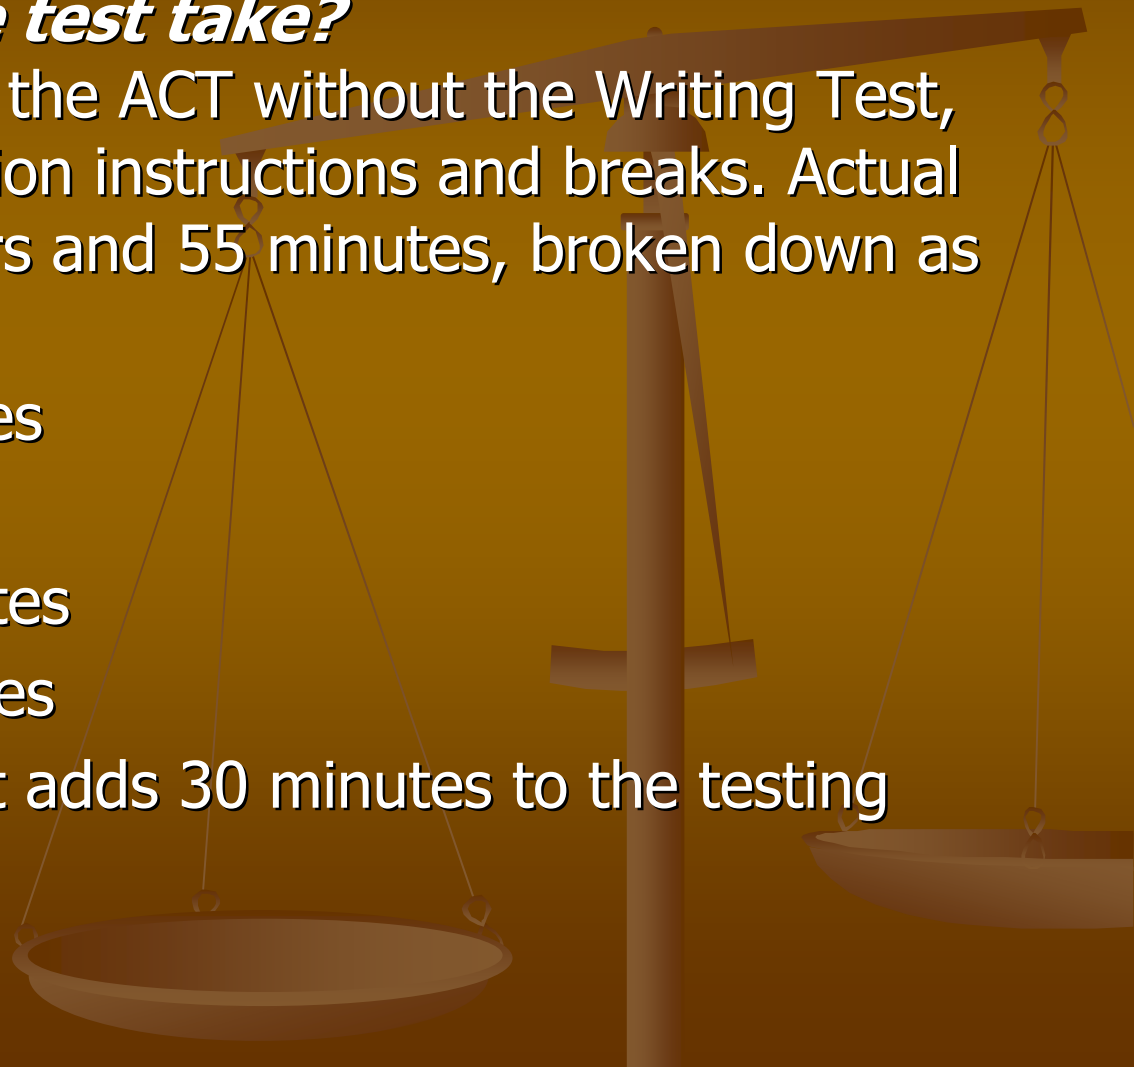 e test take?
the ACT without the Writing Test,
ion instructions and breaks. Actual
rs and 55 minutes, broken down as
es
tes
es
t adds 30 minutes to the testing